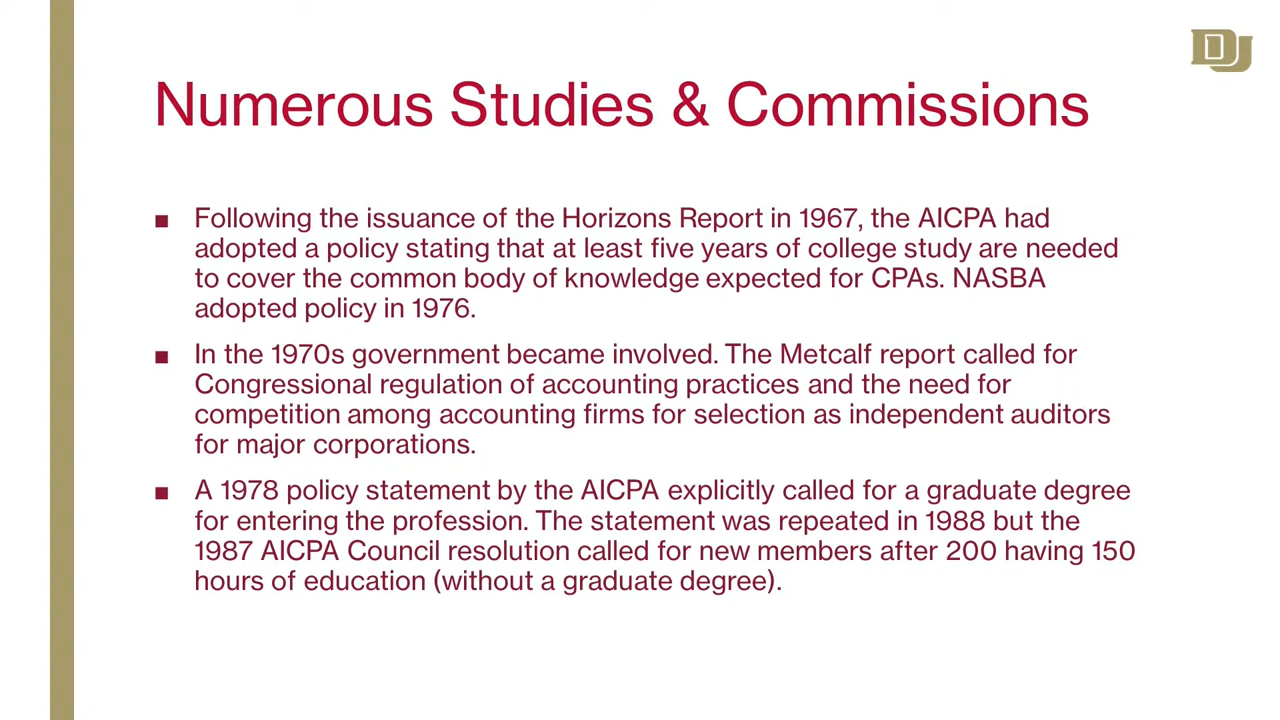 DU
Numerous Studies & Commissions
■ Following the issuance of the Horizons Report in 1967, the AICPA had
adopted a policy stating that at least five years of college study are needed
to cover the common body of knowledge expected for CPAs. NASBA
adopted policy in 1976.
■ In the 1970s government became involved. The Metcalf report called for
Congressional regulation of accounting practices and the need for
competition among accounting firms for selection as independent auditors
for major corporations.
■ A 1978 policy statement by the AICPA explicitly called for a graduate degree
for entering the profession. The statement was repeated in 1988 but the
1987 AICPA Council resolution called for new members after 200 having 150
hours of education (without a graduate degree).